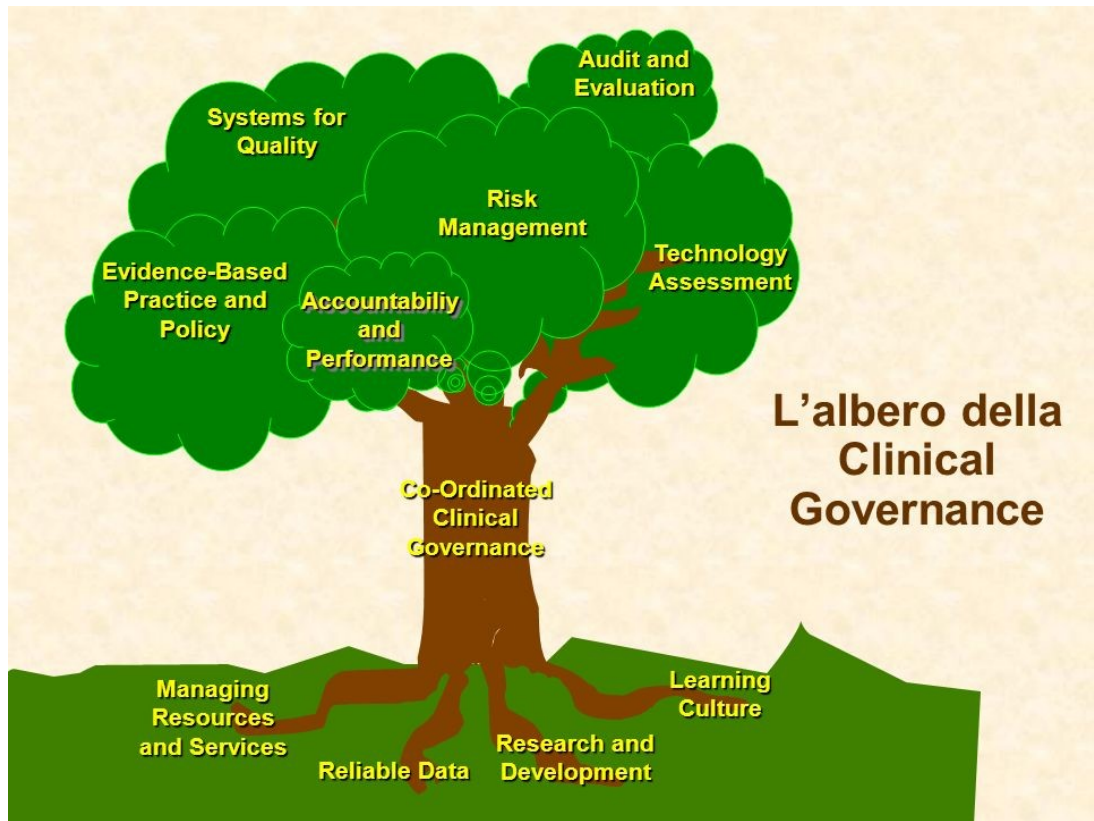 Audit and
Evaluation
Systems for
Quality
Risk
Management
Technology
Assessment
Evidence-Based
Practice and
Policy
Accountabiliy
and
Performance
L’albero della
Clinical
Governance
Co-Ordinated
Clinical
Governance
Managing
Resources
and Services
Learning
Culture
Reliable Data
Research and
Development